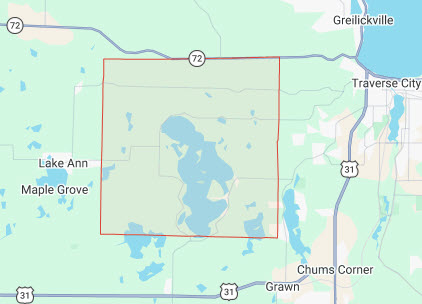 Greilickville
72
72
Traverse City
Lake Ann
31
Maple Grove
Chums Corner
Grawn
31
31